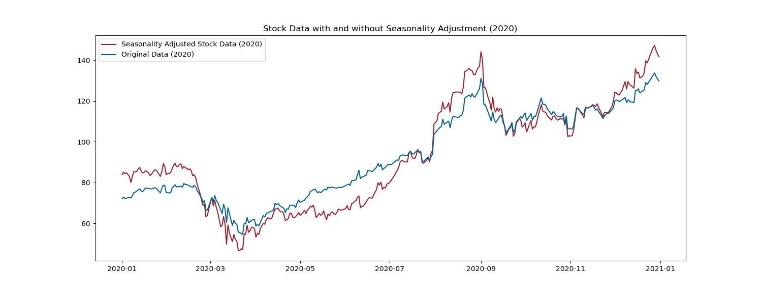 Stock Data with and without Seasonality Adjustment (2020)
Seasonality Adjusted Stock Data (2020)
Original Data (2020)
140
120
100
80
60
2020-01 2020-03 2020-05 2020-07 2020-09 2020-11 2021-01